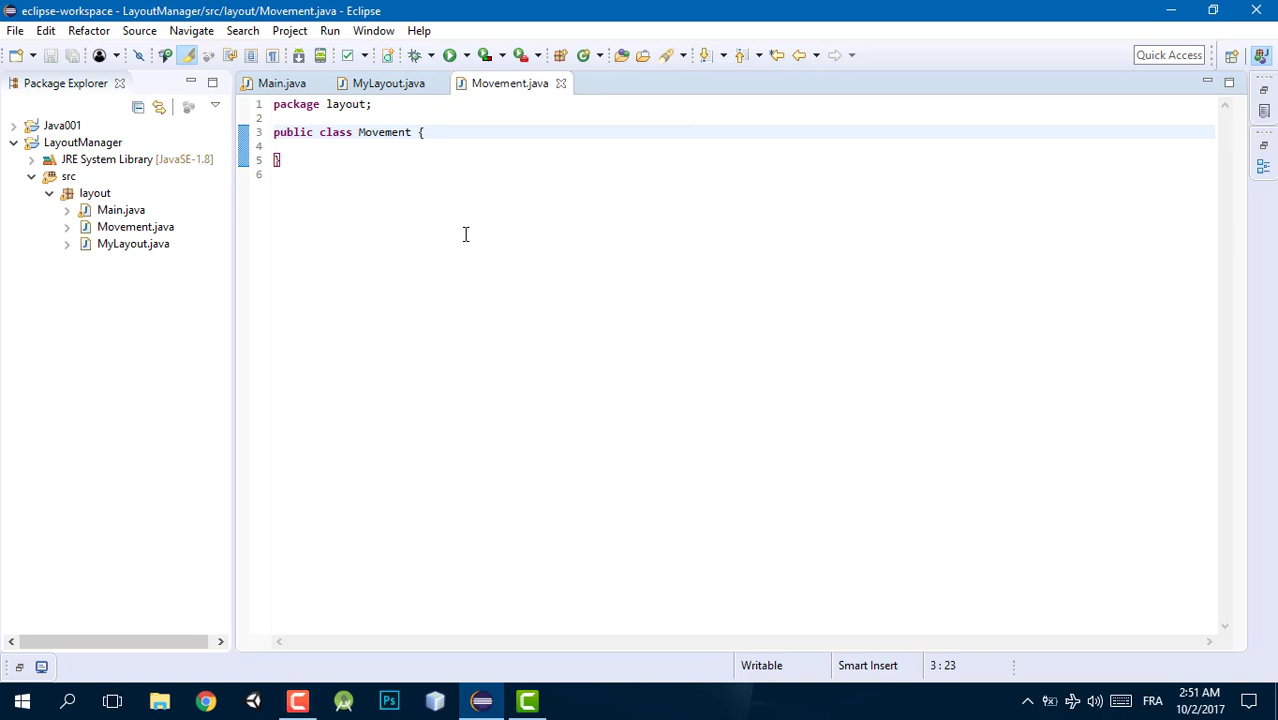 eclipse-workspace - LayoutManager/src/layout/Movement.java - Eclipse
File Edit Refactor Source Navigate Search Project Run Window Help
Quick Access
Package Explorer
Main.java MyLayout.java Movement.java
Java001
LayoutManager
JRE System Library [JavaSE-1.8]
src
layout
Main.java
Movement.java
MyLayout.java
1 package layout;
2
3 public class Movement {
4
5 }
6
Writable Smart Insert 3 : 23
Ps
FRA
2:51 AM
10/2/2017